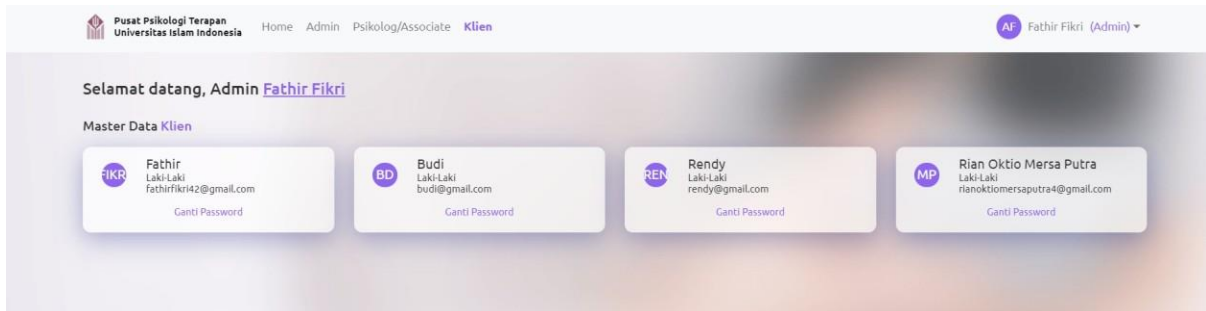 Pusat Psikologi Terapan
Universitas Islam Indonesia
Home Admin Psikolog/Associate Klien
AF Fathir Fikri (Admin)
Selamat datang, Admin Fathir Fikri
Master Data Klien
FIKR
Fathir
Laki-Laki
fathirfikri42@gmail.com
Ganti Password
BD
Budi
Laki-Laki
budi@gmail.com
Ganti Password
REN
Rendy
Laki-Laki
rendy@gmail.com
Ganti Password
MP
Rian Oktio Mersa Putra
Laki-Laki
rianoktiomersaputra4@gmail.com
Ganti Password